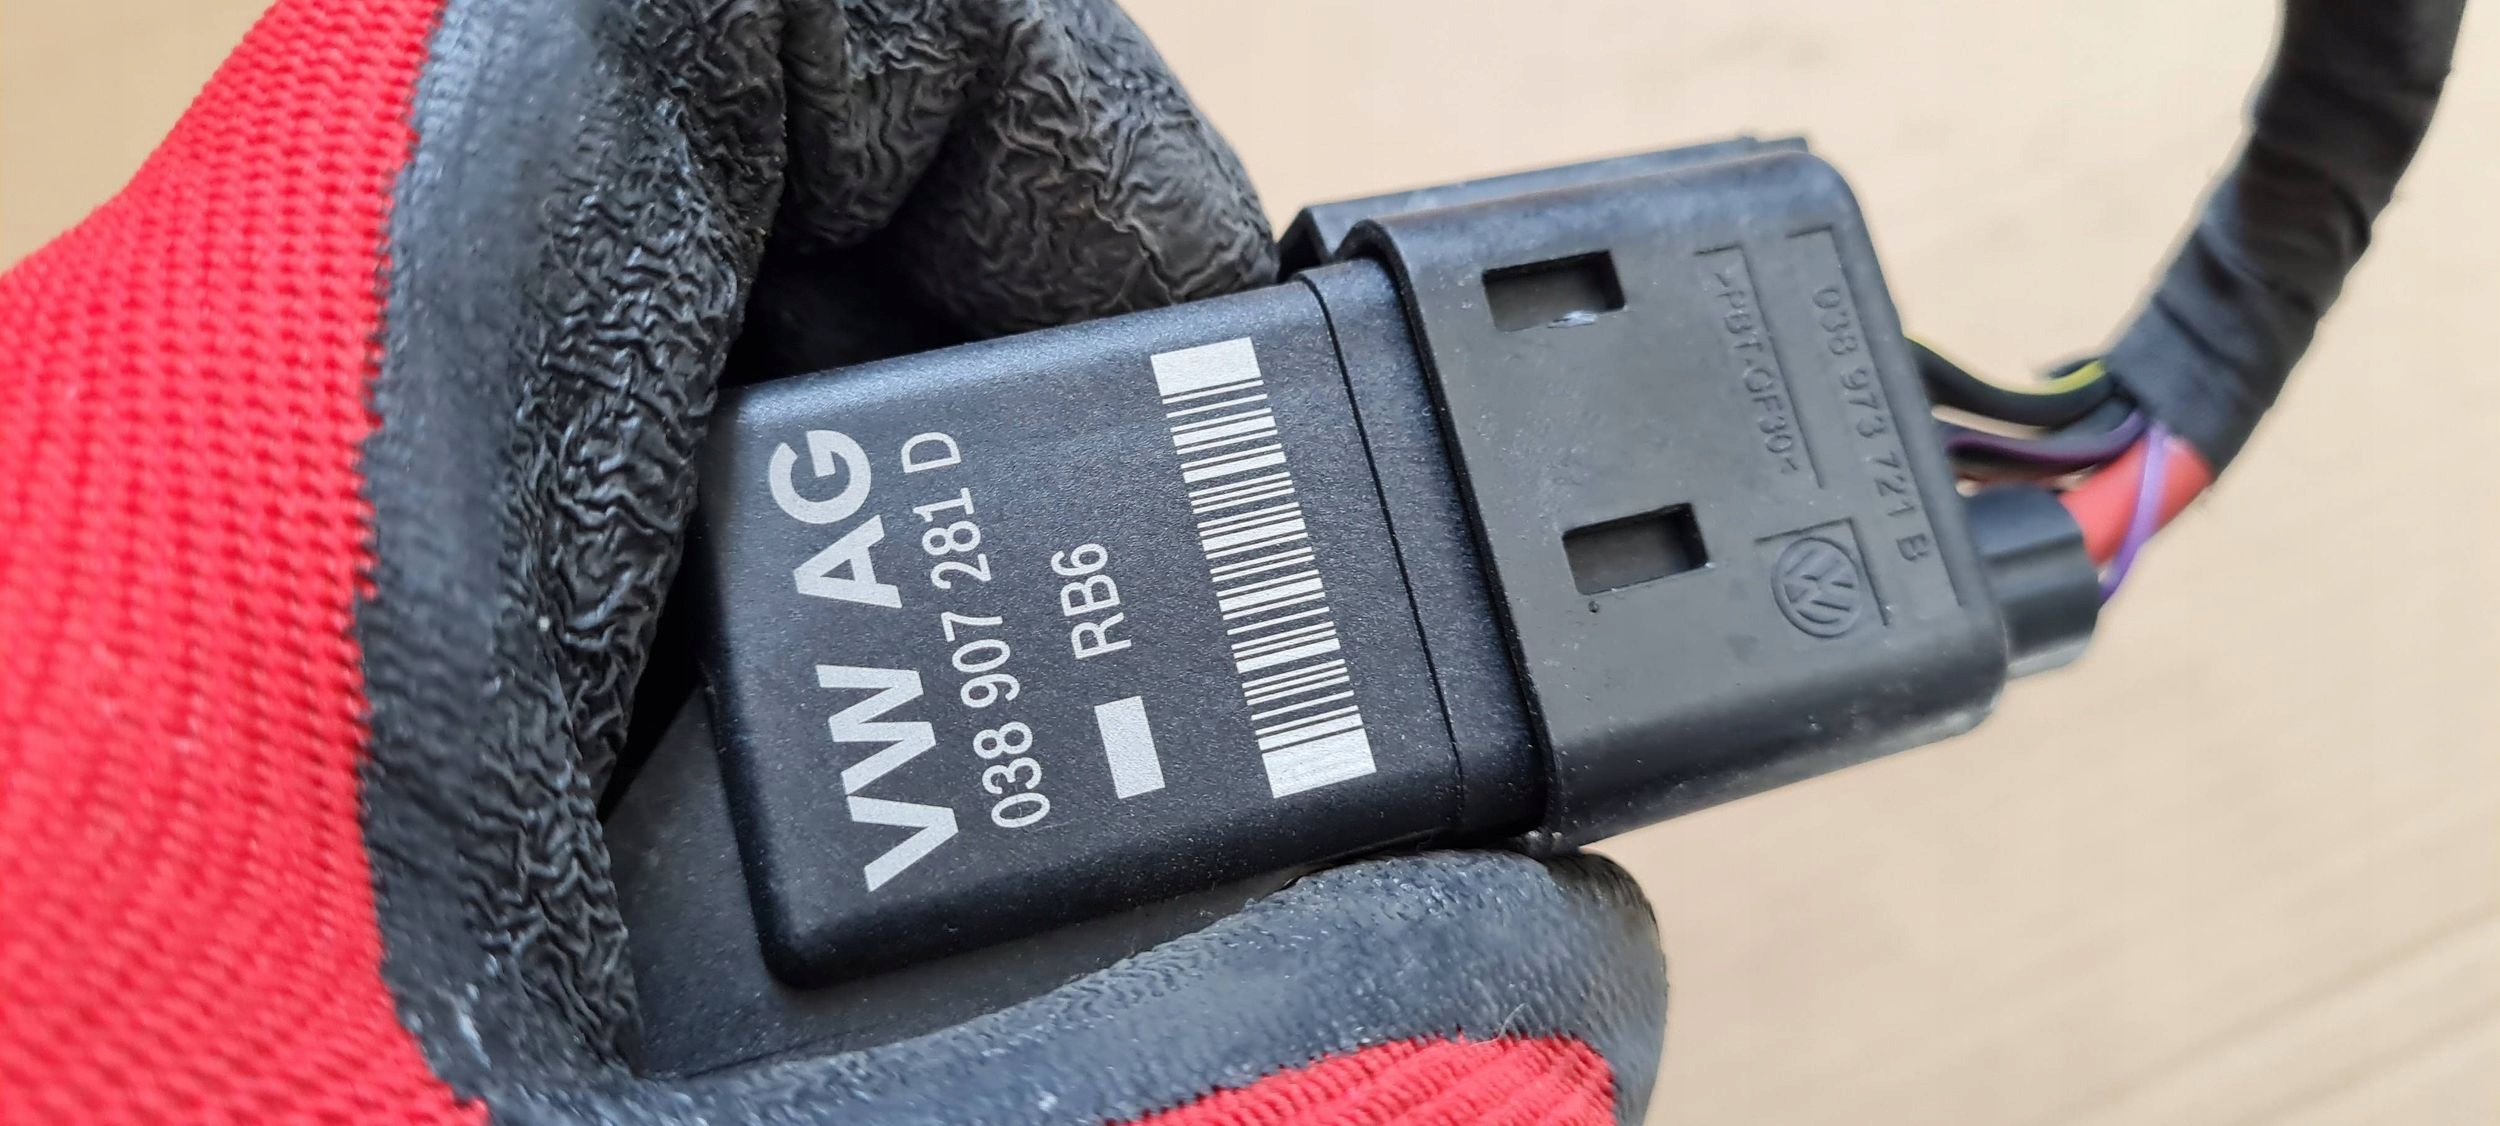 VW AG
038 907 281 D
RB6
>PBT-GF30<
038 973 721 B